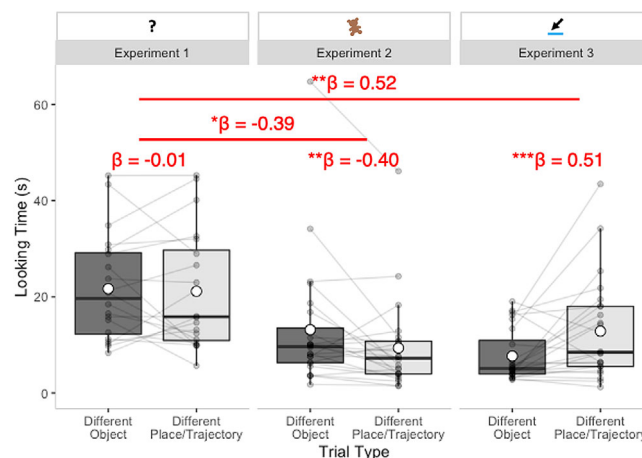 ?
Experiment 1
Experiment 2
Experiment 3
**β = 0.52
*β = -0.39
β = -0.01
**β = -0.40
***β = 0.51
60
40
20
0
Looking Time (s)
Different
Object
Different
Place/Trajectory
Different
Object
Different
Place/Trajectory
Different
Object
Different
Place/Trajectory
Trial Type